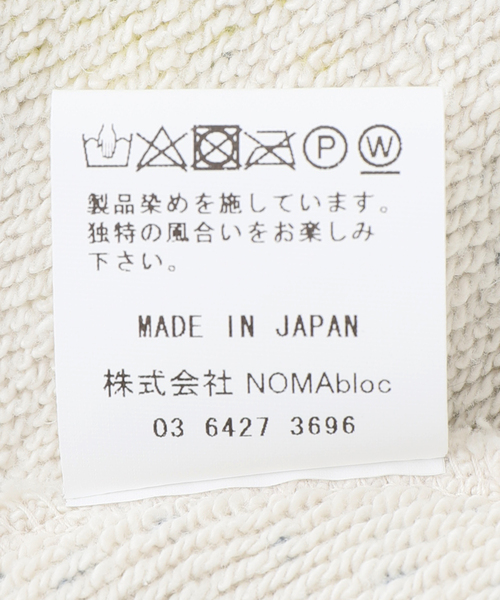 P W
製品染めを施しています。
独特の風合いをお楽しみ
下さい。
MADE IN JAPAN
株式会社 NOMAbloc
03 6427 3696